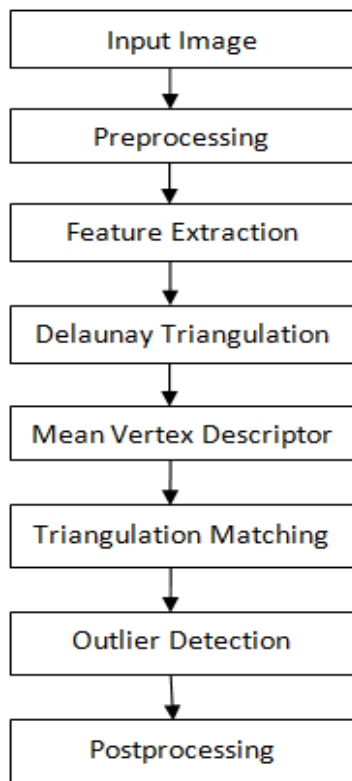 Input Image
Preprocessing
Feature Extraction
Delaunay Triangulation
Mean Vertex Descriptor
Triangulation Matching
Outlier Detection
Postprocessing